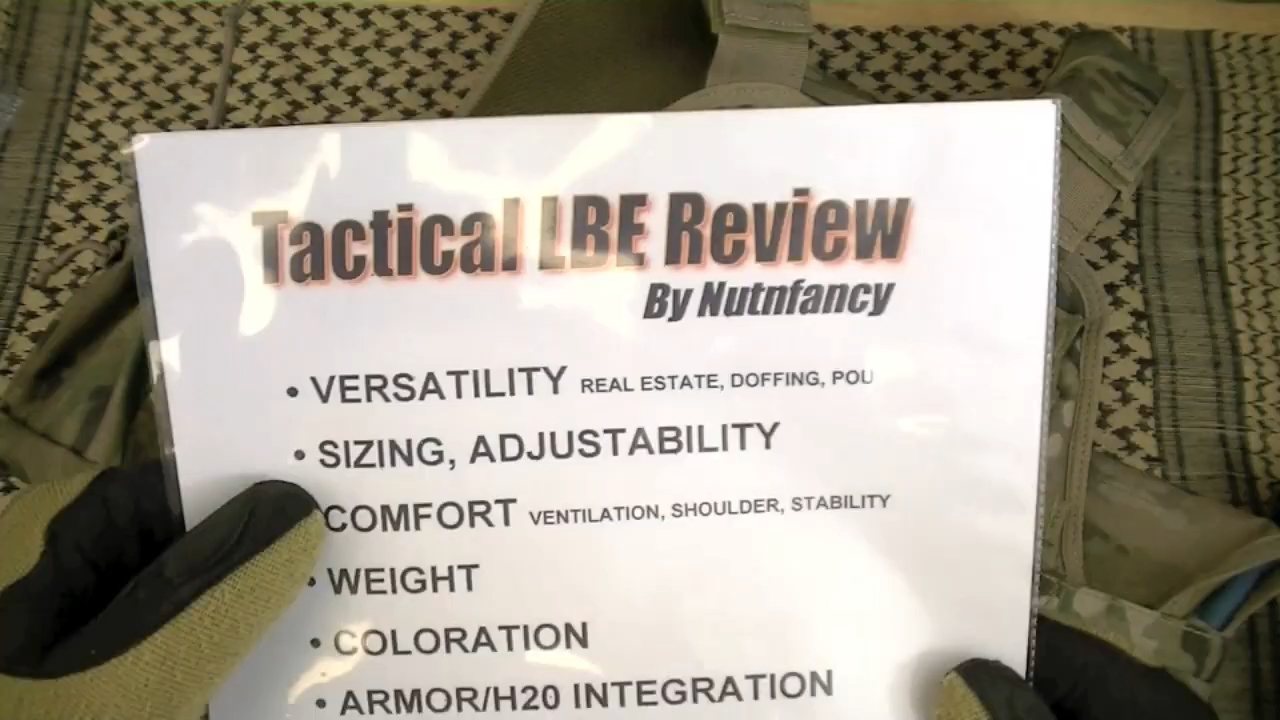 Tactical LBE Review
By Nutnfancy
• VERSATILITY REAL ESTATE, DOFFING, POU
• SIZING, ADJUSTABILITY
COMFORT VENTILATION, SHOULDER, STABILITY
• WEIGHT
• COLORATION
• ARMOR/H20 INTEGRATION